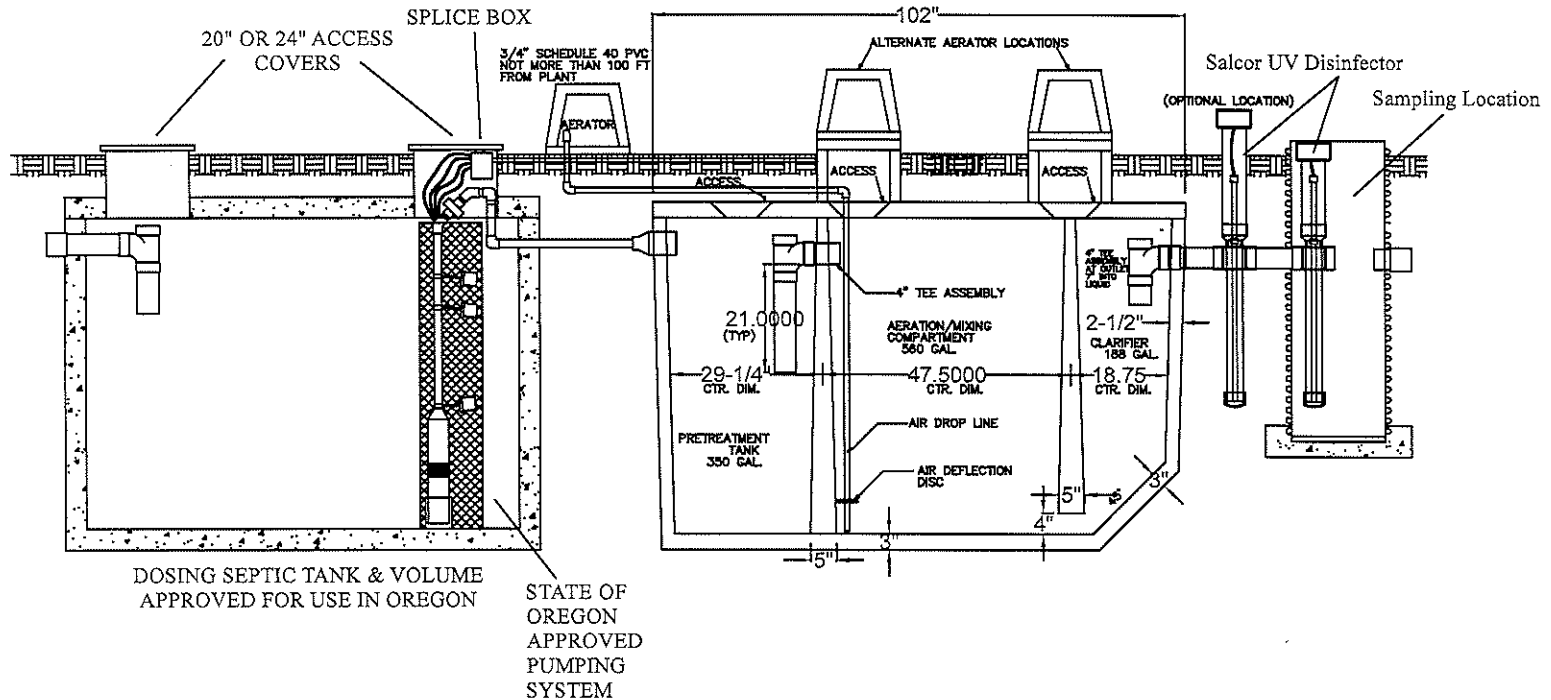 SPLICE BOX
102"
20" OR 24" ACCESS
COVERS
3/4" SCHEDULE 40 PVC
NOT MORE THAN 100 FT
FROM PLANT
ALTERNATE AERATOR LOCATIONS
Salcor UV Disinfector
(OPTIONAL LOCATION)
Sampling Location
AERATOR
ACCESS
ACCESS
ACCESS
4" TEE
ASSEMBLY
AT OUTLET
7" INTO
LIQUID
4" TEE ASSEMBLY
21.0000
(TYP)
AERATION/MIXING
COMPARTMENT
560 GAL.
2-1/2"
CLARIFIER
188 GAL.
29-1/4
CTR. DIM.
47.5000
CTR. DIM.
18.75
CTR. DIM.
AIR DROP LINE
PRETREATMENT
TANK
350 GAL.
AIR DEFLECTION
DISC
5"
3"
4"
3"
5"
DOSING SEPTIC TANK & VOLUME
APPROVED FOR USE IN OREGON
STATE OF
OREGON
APPROVED
PUMPING
SYSTEM